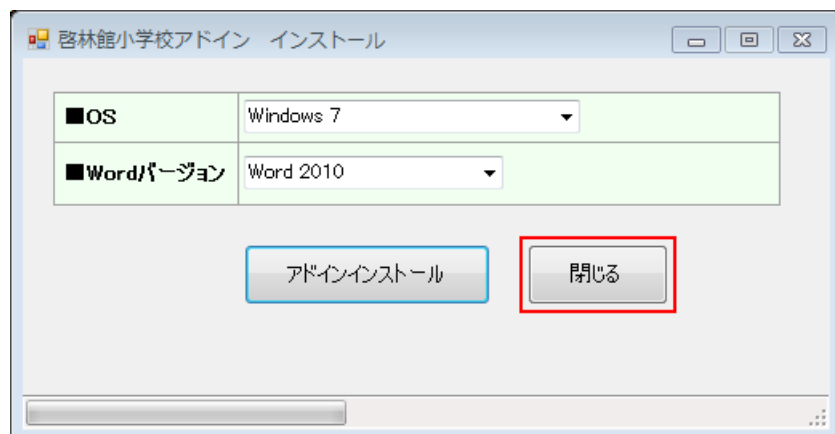 啓林館小学校アドイン　インストール
■OS
Windows 7
■Wordバージョン
Word 2010
アドインインストール
閉じる